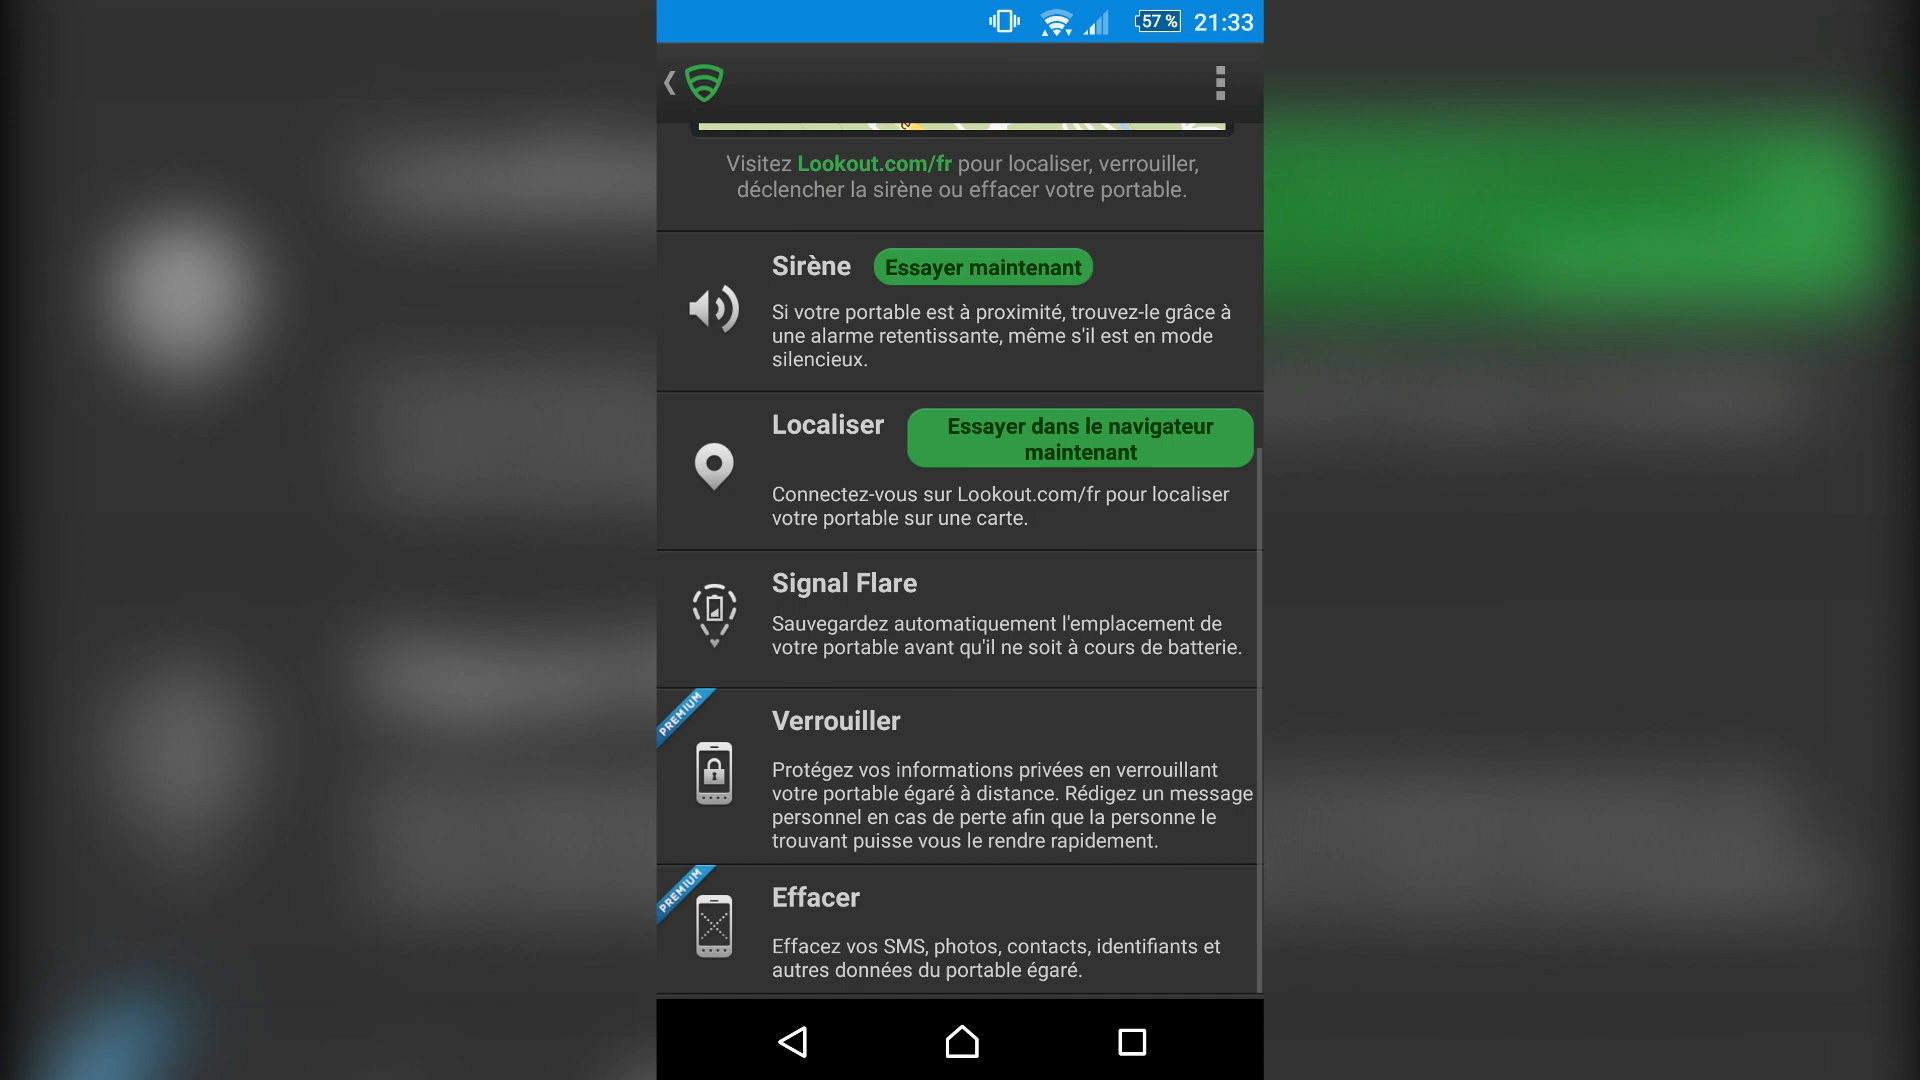 57 %
21:33
Visitez Lookout.com/fr pour localiser, verrouiller,
déclencher la sirène ou effacer votre portable.
Sirène
Essayer maintenant
Si votre portable est à proximité, trouvez-le grâce à
une alarme retentissante, même s'il est en mode
silencieux.
Localiser
Essayer dans le navigateur
maintenant
Connectez-vous sur Lookout.com/fr pour localiser
votre portable sur une carte.
Signal Flare
Sauvegardez automatiquement l'emplacement de
votre portable avant qu'il ne soit à cours de batterie.
PREMIUM
Verrouiller
Protégez vos informations privées en verrouillant
votre portable égaré à distance. Rédigez un message
personnel en cas de perte afin que la personne le
trouvant puisse vous le rendre rapidement.
PREMIUM
Effacer
Effacez vos SMS, photos, contacts, identifiants et
autres données du portable égaré.